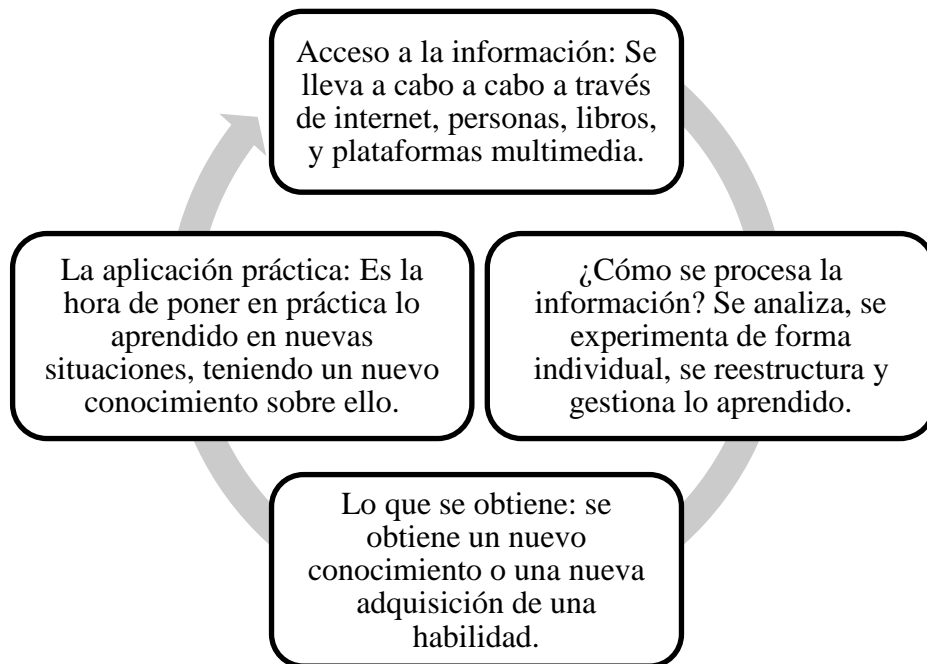 Acceso a la información: Se
lleva a cabo a cabo a través
de internet, personas, libros,
y plataformas multimedia.
¿Cómo se procesa la
información? Se analiza, se
experimenta de forma
individual, se reestructura y
gestiona lo aprendido.
Lo que se obtiene: se
obtiene un nuevo
conocimiento o una nueva
adquisición de una
habilidad.
La aplicación práctica: Es la
hora de poner en práctica lo
aprendido en nuevas
situaciones, teniendo un nuevo
conocimiento sobre ello.